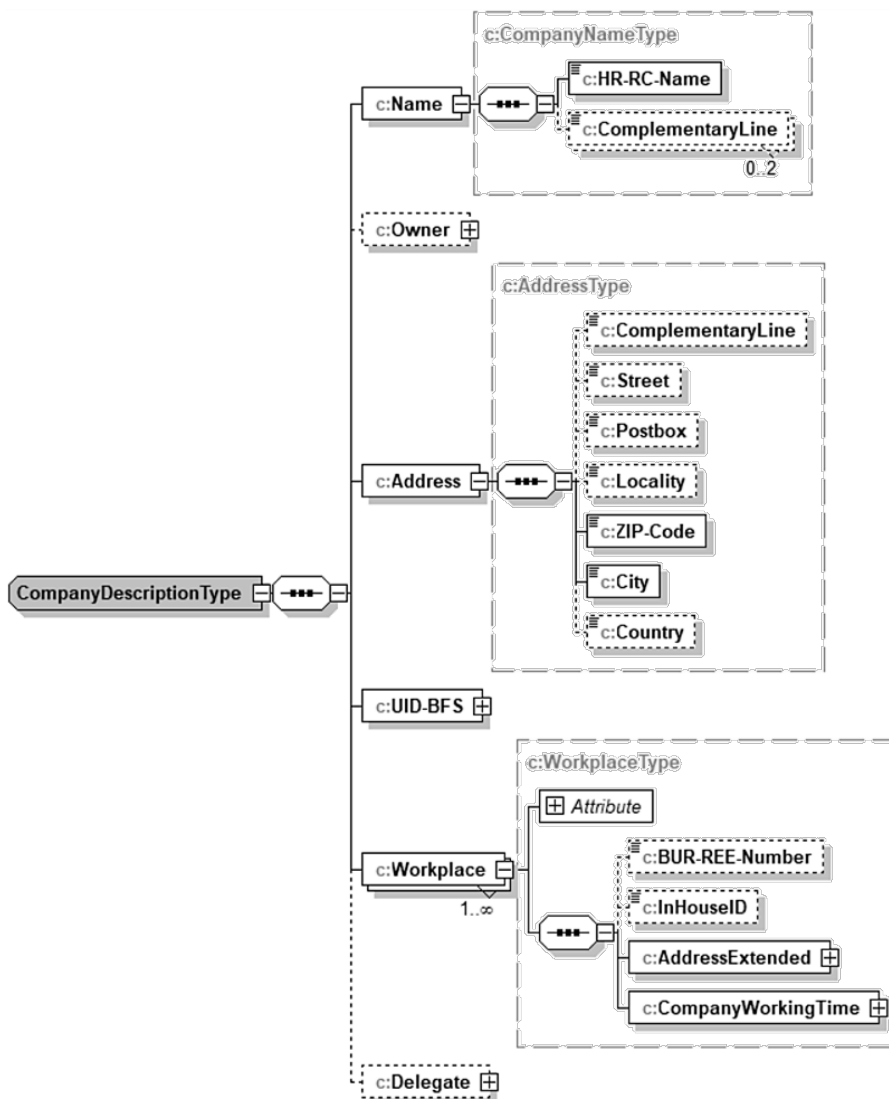 c:CompanyNameType
c:HR-RC-Name
c:Name
c:ComplementaryLine
0..2
c:Owner
c:AddressType
c:ComplementaryLine
c:Street
c:Postbox
c:Address
c:Locality
c:ZIP-Code
c:City
CompanyDescriptionType
c:Country
c:UID-BFS
c:WorkplaceType
Attribute
c:BUR-REE-Number
c:Workplace
1..∞
c:InHouseID
c:AddressExtended
c:CompanyWorkingTime
c:Delegate